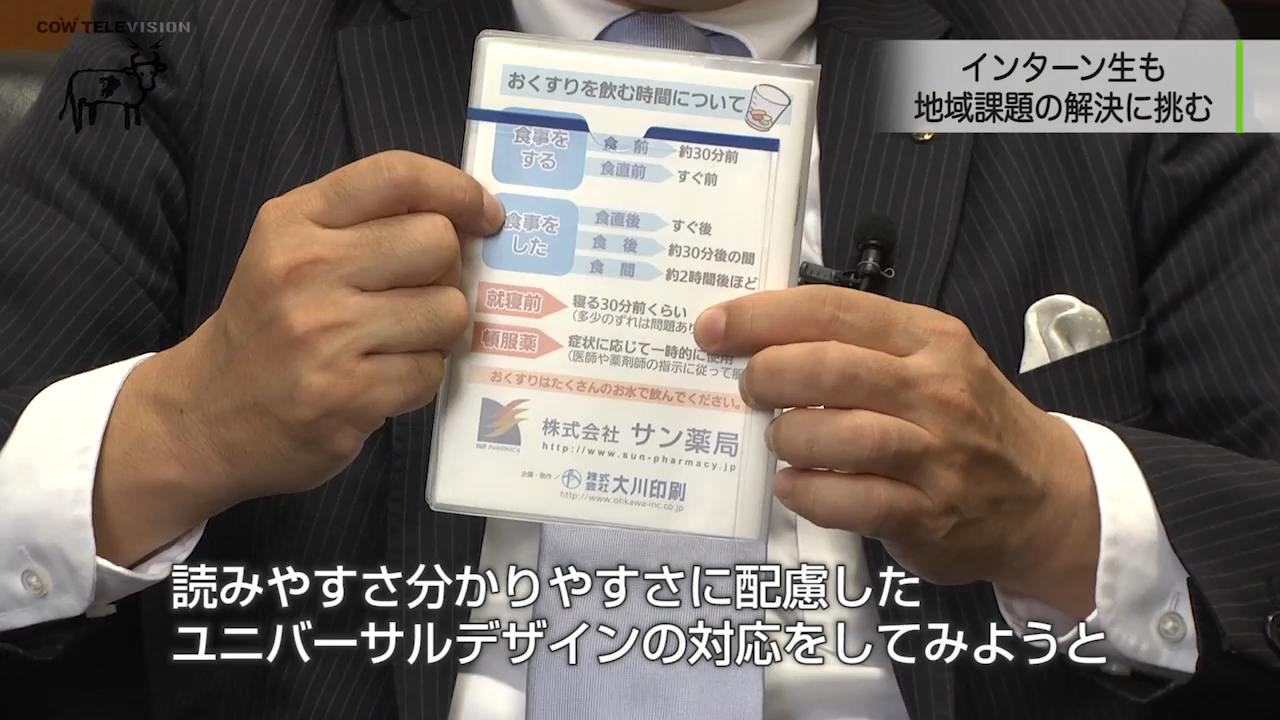 COW TELEVISION
インターン生も
地域課題の解決に挑む
おくすりを飲む時間について
食事を
する
食前 約30分前
食直前 すぐ前
食事を
した
食直後 すぐ後
食後 約30分後の間
食間 約2時間後ほど
就寝前 寝る30分前くらい
(多少のずれは問題あり
頓服薬 症状に応じて一時的に使用
(医師や薬剤師の指示に従って服
おくすりはたくさんのお水で飲んでください。
SUN PHARMACY
株式会社 サン薬局
http://www.sun-pharmacy.jp
企画・制作/株式会社大川印刷
http://www.ohkawa-inc.co.jp
読みやすさ分かりやすさに配慮した
ユニバーサルデザインの対応をしてみようと